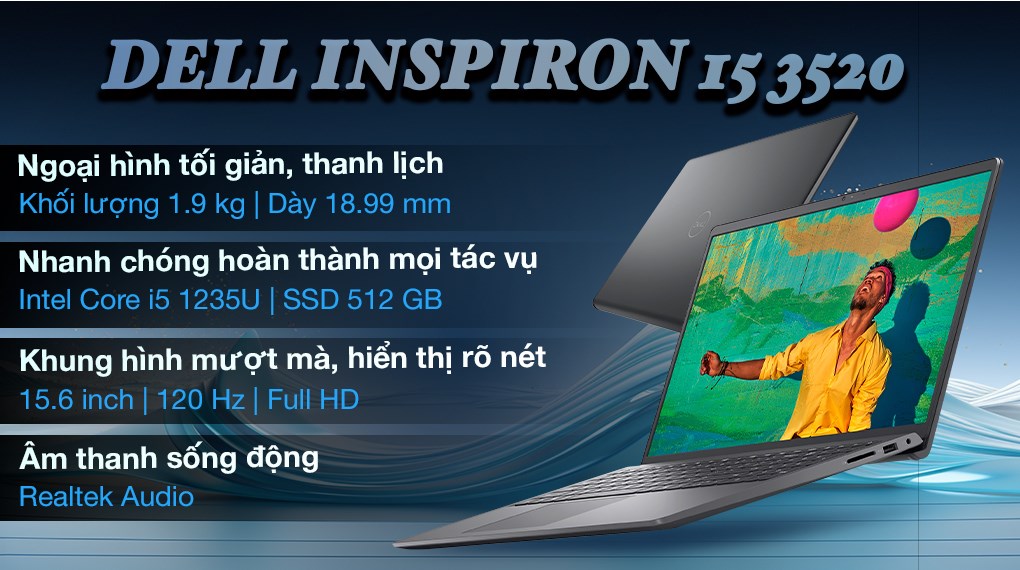 DELL INSPIRON 15 3520
Ngoại hình tối giản, thanh lịch
Khối lượng 1.9 kg | Dày 18.99 mm
Nhanh chóng hoàn thành mọi tác vụ
Intel Core i5 1235U | SSD 512 GB
Khung hình mượt mà, hiển thị rõ nét
15.6 inch | 120 Hz | Full HD
Âm thanh sống động
Realtek Audio